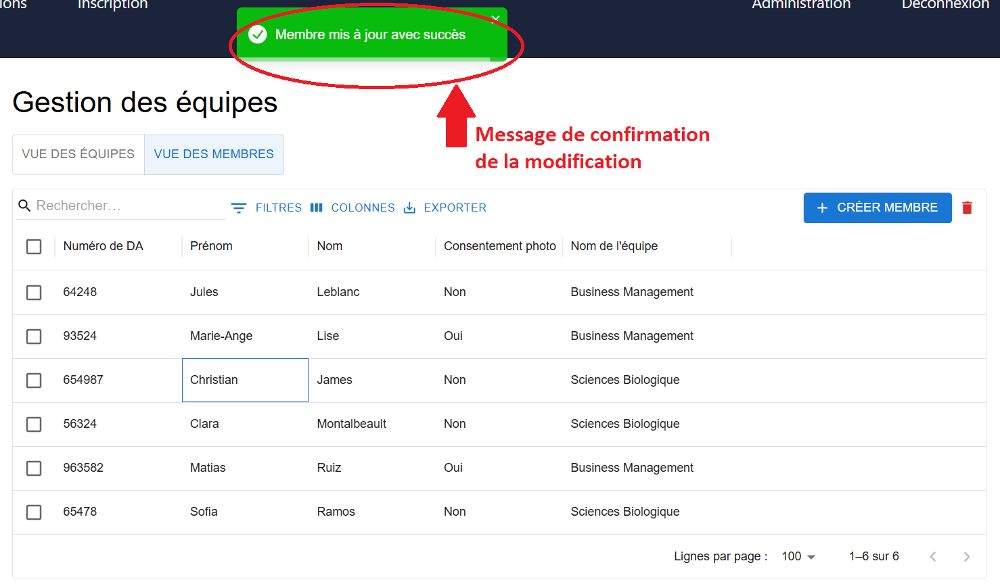 ions Inscription Administration Déconnexion
Membre mis à jour avec succès
Gestion des équipes
Message de confirmation
de la modification
VUE DES ÉQUIPES VUE DES MEMBRES
Rechercher… FILTRES COLONNES EXPORTER + CRÉER MEMBRE
Numéro de DA Prénom Nom Consentement photo Nom de l'équipe
64248 Jules Leblanc Non Business Management
93524 Marie-Ange Lise Oui Business Management
654987 Christian James Non Sciences Biologique
56324 Clara Montalbeault Non Sciences Biologique
963582 Matias Ruiz Oui Business Management
65478 Sofia Ramos Non Sciences Biologique
Lignes par page : 100 1–6 sur 6